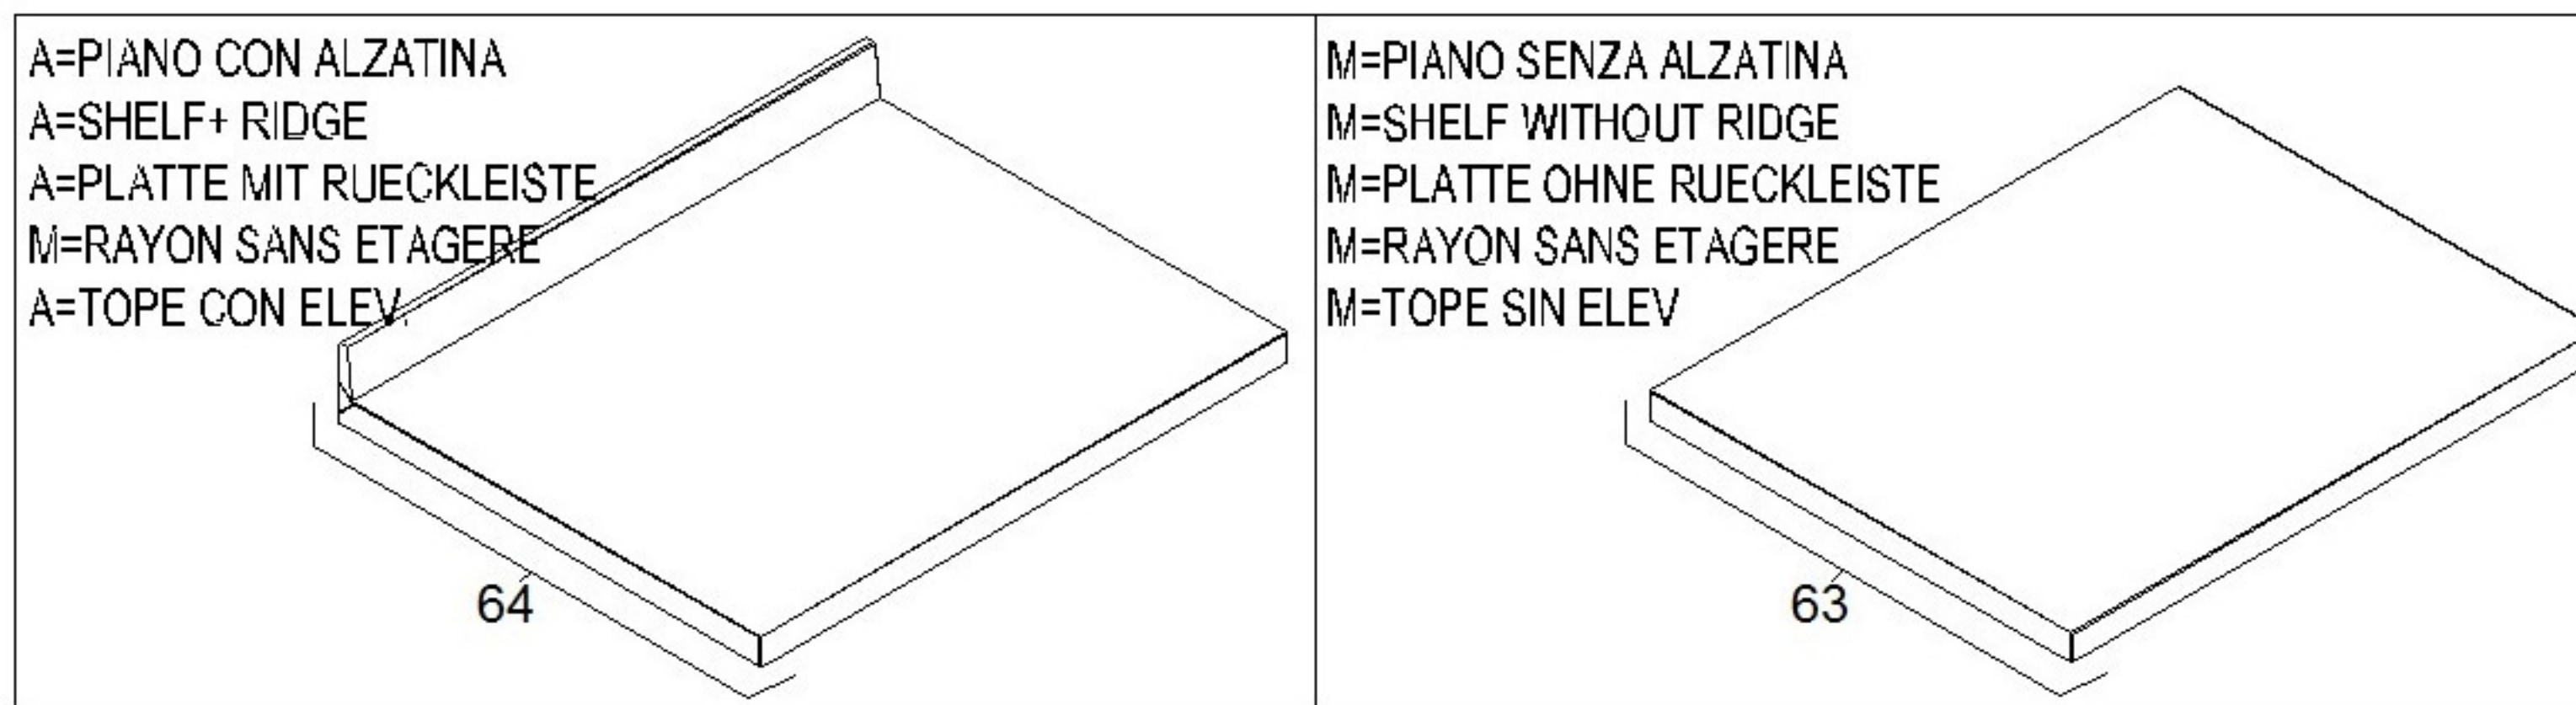 A=PIANO CON ALZATINA
A=SHELF+ RIDGE
A=PLATTE MIT RUECKLEISTE
M=RAYON SANS ETAGERE
A=TOPE CON ELEV.
64
M=PIANO SENZA ALZATINA
M=SHELF WITHOUT RIDGE
M=PLATTE OHNE RUECKLEISTE
M=RAYON SANS ETAGERE
M=TOPE SIN ELEV
63